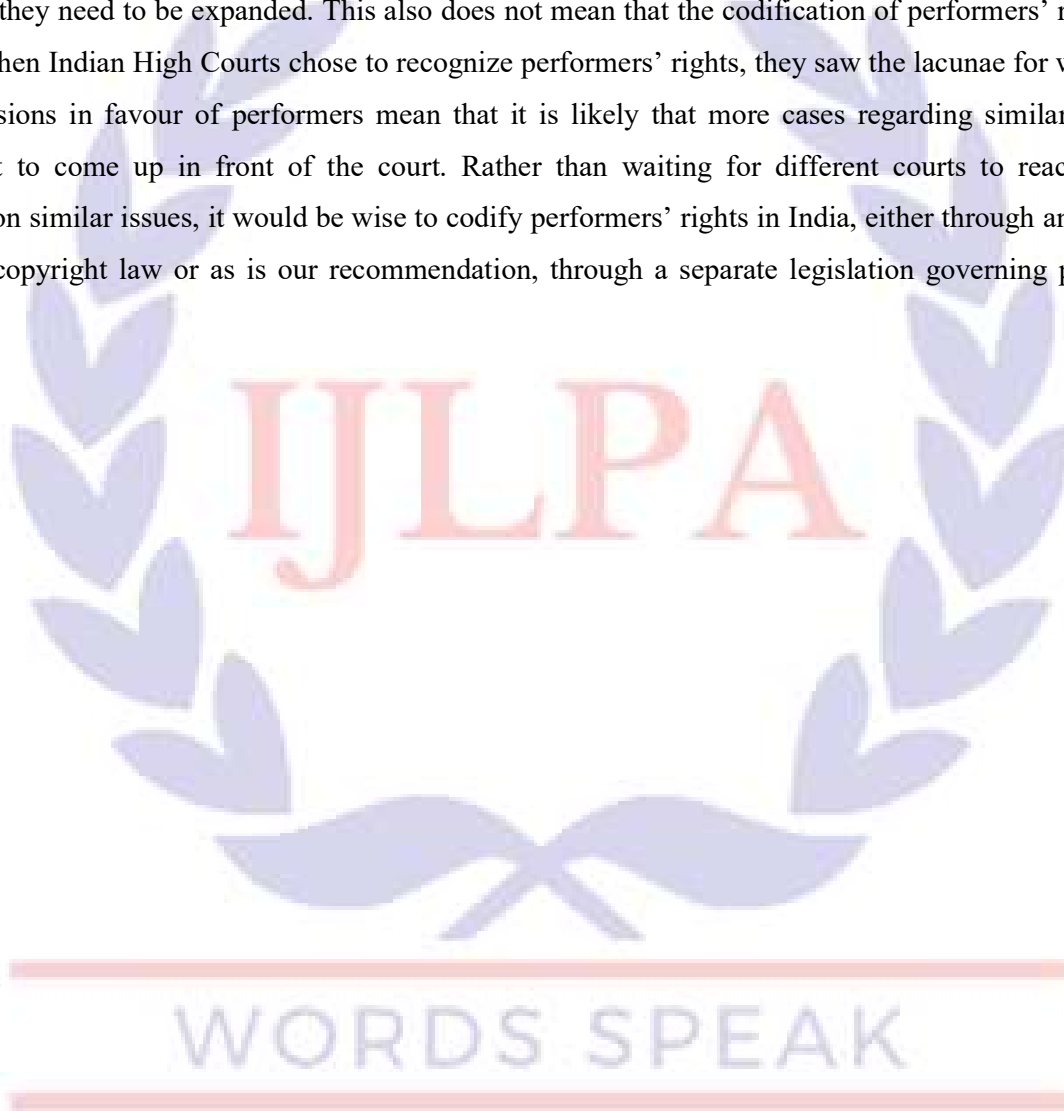 they need to be expanded. This also does not mean that the codification of performers’
hen Indian High Courts chose to recognize performers’ rights, they saw the lacunae for
sions in favour of performers mean that it is likely that more cases regarding similar
to come up in front of the court. Rather than waiting for different courts to reac
on similar issues, it would be wise to codify performers’ rights in India, either through
copyright law or as is our recommendation, through a separate legislation governing
IJLPA
WORDS SPEAK